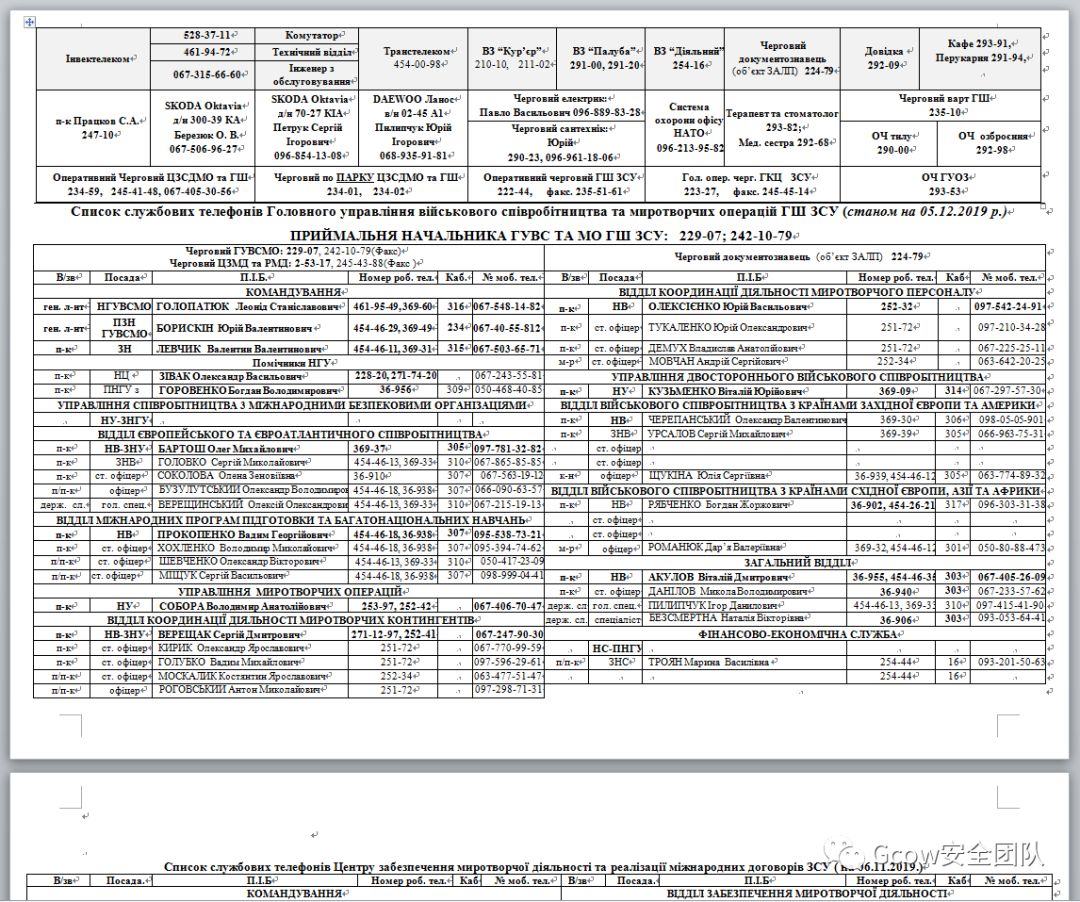 Інвектелеком
528-37-11
461-94-72
067-315-66-60
Комутатор
Технічний відділ
Інженер з обслуговування
Транстелеком
454-00-98
ВЗ “Кур’єр”
210-10, 211-02
ВЗ “Палуба”
291-00, 291-20
ВЗ “Діяльний”
254-16
Черговий документознавець
(об’єкт ЗАЛП) 224-79
Довідка
292-09
Кафе 293-91,
Перукарня 291-94,
п-к Працков С.А.
247-10
SKODA Oktavia
д/н 300-39 КА
Березюк О. В.
067-506-96-27
SKODA Oktavia
д/н 70-27 КІА
Петрук Сергій
Ігорович
096-854-13-08
DAEWOO Ланос
в/н 02-45 А1
Пилипчук Юрій
Ігорович
068-935-91-81
Черговий електрик:
Павло Васильович 096-889-83-28
Черговий сантехнік:
Юрій
290-23, 096-961-18-06
Система
охорони офісу
НАТО
096-213-95-82
Терапевт та стоматолог
293-82;
Мед. сестра 292-68
Черговий варт ГШ
235-10
ОЧ тилу
290-00
ОЧ озброєння
292-98
Оперативний Черговий ЦЗСДМО та ГШ
234-59, 245-41-48, 067-405-30-56
Черговий по ПАРКУ ЦЗСДМО та ГШ
234-01, 234-02
Оперативний черговий ГШ ЗСУ
222-44, факс. 235-51-61
Гол. опер. черг. ГКЦ ЗСУ
223-27, факс. 245-45-14
ОЧ ГУОЗ
293-53
Список службових телефонів Головного управління військового співробітництва та миротворчих операцій ГШ ЗСУ (станом на 05.12.2019 р.)
ПРИЙМАЛЬНЯ НАЧАЛЬНИКА ГУВС ТА МО ГШ ЗСУ: 229-07; 242-10-79
Черговий ГУВСМО: 229-07, 242-10-79(Факс)
Черговий ЦЗМД та РМД: 2-53-17, 245-43-88(Факс )
В/зв Посада П.І.Б. Номер роб. тел. Каб. № моб. тел.
КОМАНДУВАННЯ
ген. л-нт НГУВСМО ГОЛОПАТЮК Леонід Станіславович 461-95-49,369-60 316 067-548-14-82
ген. л-нт ПЗН ГУВСМО БОРИСКІН Юрій Валентинович 454-46-29, 369-49 234 067-40-55-812
п-к ЗН ЛЕВЧИК Валентин Валентинович 454-46-11, 369-31 315 067-503-65-71
Помічники НГУ
п-к НЦ ЗІВАК Олександр Васильович 228-20, 271-74-20 067-243-55-81
п-к ПНГУ з ГОРОВЕНКО Богдан Володимирович 36-956 309 050-468-40-85
УПРАВЛІННЯ СПІВРОБІТНИЦТВА З МІЖНАРОДНИМИ БЕЗПЕКОВИМИ ОРГАНІЗАЦІЯМИ
НУ-ЗНГУ
ВІДДІЛ ЄВРОПЕЙСЬКОГО ТА ЄВРОАТЛАНТИЧНОГО СПІВРОБІТНИЦТВА
п-к НВ-ЗНУ БАРТОШ Олег Михайлович 369-37 305 097-781-32-82
п-к ЗНВ ГОЛОВКО Сергій Миколайович 454-46-13, 369-33 310 067-865-85-85
п-к ст. офіцер СОКОЛОВА Олена Зеновіївна 36-910 307 067-563-19-12
п/п-к офіцер БУЗУЛУТСЬКИЙ Олександр Володимиро 454-46-18, 36-938 307 066-090-63-57
держ. сл. гол. спец. ВЕРЕЩИНСЬКИЙ Олексій Олександрови 454-46-13, 369-33 310 067-215-19-13
ВІДДІЛ МІЖНАРОДНИХ ПРОГРАМ ПІДГОТОВКИ ТА БАГАТОНАЦІОНАЛЬНИХ НАВЧАНЬ
п-к НВ ПРОКОПЕНКО Вадим Георгійович 454-46-18, 36-938 307 095-538-73-21
п-к ст. офіцер ХОХЛЕНКО Володимир Миколайович 454-46-18, 36-938 307 095-394-74-62
п/п-к ст. офіцер ШЕВЧЕНКО Олександр Вікторович 454-46-13, 369-33 310 050-417-23-09
п/п-к ст. офіцер МІЩУК Сергій Васильович 454-46-18, 36-938 307 098-999-04-41
УПРАВЛІННЯ МИРОТВОРЧИХ ОПЕРАЦІЙ
п-к НУ СОБОРА Володимир Анатолійович 253-97, 252-42 067-406-70-47
ВІДДІЛ КООРДИНАЦІЇ ДІЯЛЬНОСТІ МИРОТВОРЧИХ КОНТИНГЕНТІВ
п-к НВ-ЗНУ ВЕРЕЩАК Сергій Дмитрович 271-12-97, 252-41 067-247-90-30
п-к ст. офіцер КИРИК Олександр Ярославович 251-72 067-770-99-59
п-к ст. офіцер ГОЛУБКО Вадим Михайлович 251-72 097-596-29-61
п/п-к ст. офіцер МОСКАЛИК Костянтин Ярославович 252-34 063-477-51-47
п/п-к офіцер РОГОВСЬКИЙ Антон Миколайович 251-72 097-298-71-31
Черговий документознавець (об’єкт ЗАЛП) 224-79
В/зв Посада П.І.Б Номер роб. тел. Каб. № моб. тел.
ВІДДІЛ КООРДИНАЦІЇ ДІЯЛЬНОСТІ МИРОТВОРЧОГО ПЕРСОНАЛУ
п-к НВ ОЛЕКСІЄНКО Юрій Васильович 252-32 097-542-24-91
п-к ст. офіцер ТУКАЛЕНКО Юрій Олександрович 251-72 097-210-34-28
п-к ст. офіцер ДЕМУХ Владислав Анатолійович 251-72 067-225-25-11
м-р ст. офіцер МОВЧАН Андрій Сергійович 252-34 063-642-20-25
УПРАВЛІННЯ ДВОСТОРОННЬОГО ВІЙСЬКОВОГО СПІВРОБІТНИЦТВА
п-к НУ КУЗЬМЕНКО Віталій Юрійович 369-09 314 067-297-57-30
ВІДДІЛ ВІЙСЬКОВОГО СПІВРОБІТНИЦТВА З КРАЇНАМИ ЗАХІДНОЇ ЄВРОПИ ТА АМЕРИКИ
п-к НВ ЧЕРЕПАНСЬКИЙ Олександр Валентинович 369-30 306 098-05-05-901
п-к ЗНВ УРСАЛОВ Сергій Михайлович 369-39 305 066-963-75-31
ст. офіцер
ст. офіцер
к-н офіцер ЩУКІНА Юлія Сергіївна 36-939, 454-46-12 305 063-774-89-32
ВІДДІЛ ВІЙСЬКОВОГО СПІВРОБІТНИЦТВА З КРАЇНАМИ СХІДНОЇ ЄВРОПИ, АЗІЇ ТА АФРИКИ
п-к НВ РЯБЧЕНКО Богдан Жоржович 36-902, 454-26-21 317 096-303-31-38
ст. офіцер
ст. офіцер
м-р офіцер РОМАНЮК Дар’я Валеріївна 369-32, 454-46-12 301 050-80-88-473
ЗАГАЛЬНИЙ ВІДДІЛ
п-к НВ АКУЛОВ Віталій Дмитрович 36-955, 454-46-35 303 067-405-26-09
п-к ст. офіцер ДАНІЛОВ Микола Володимирович 36-940 303 067-233-57-62
держ. сл. гол. спец. ПИЛИПЧУК Ігор Данилович 454-46-13, 369-33 310 097-415-41-90
держ. сл. спеціаліст БЕЗСМЕРТНА Наталія Вікторівна 36-906 303 093-053-64-41
ФІНАНСОВО-ЕКОНОМІЧНА СЛУЖБА
НС-ПНГУ
п/п-к ЗНС ТРОЯН Марина Василівна 254-44 16 093-201-50-63
254-44 16
Grow安全团队
Список службових телефонів Центру забезпечення миротворчої діяльності та реалізації міжнародних договорів ЗСУ ( на 06.11.2019.)
В/зв Посада. П.І.Б. Номер роб. тел. Каб № моб. тел. В/зв Посада. П.І.Б Номер роб. тел. Каб № моб. тел.
КОМАНДУВАННЯ ВІДДІЛ ЗАБЕЗПЕЧЕННЯ МИРОТВОРЧОЇ ДІЯЛЬНОСТІ